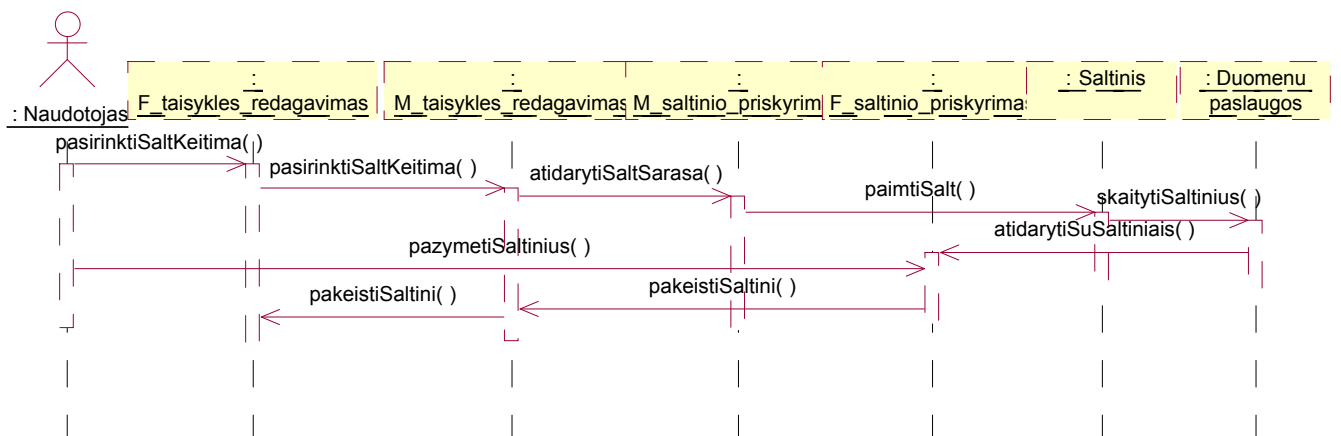 : Naudotojas
:
F_taisykles_redagavimas
:
M_taisykles_redagavimas
:
M_saltinio_priskyrim
:
F_saltinio_priskyrimas
: Saltinis
: Duomenu
paslaugos
pasirinktiSaltKeitima( )
pasirinktiSaltKeitima( )
atidarytiSaltSarasa( )
paimtiSalt( )
skaitytiSaltinius( )
atidarytiSuSaltiniais( )
pazymetiSaltinius( )
pakeistiSaltini( )
pakeistiSaltini( )